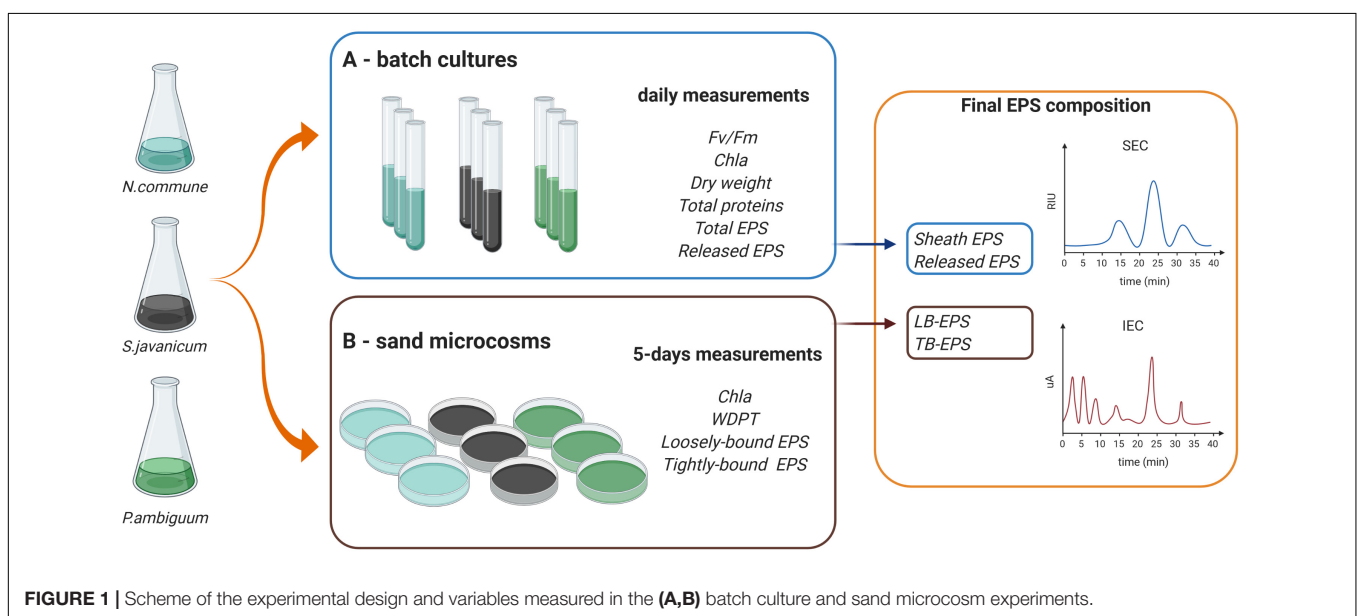 N.commune
S.javanicum
P.ambiguum
A - batch cultures
daily measurements
Fv/Fm
Chla
Dry weight
Total proteins
Total EPS
Released EPS
B - sand microcosms
5-days measurements
Chla
WDPT
Loosely-bound EPS
Tightly-bound EPS
Final EPS composition
Sheath EPS
Released EPS
LB-EPS
TB-EPS
SEC
RIU
0 5 10 15 20 25 30 35 40
time (min)
IEC
uA
0 5 10 15 20 25 30 35 40
time (min)
FIGURE 1 | Scheme of the experimental design and variables measured in the (A,B) batch culture and sand microcosm experiments.